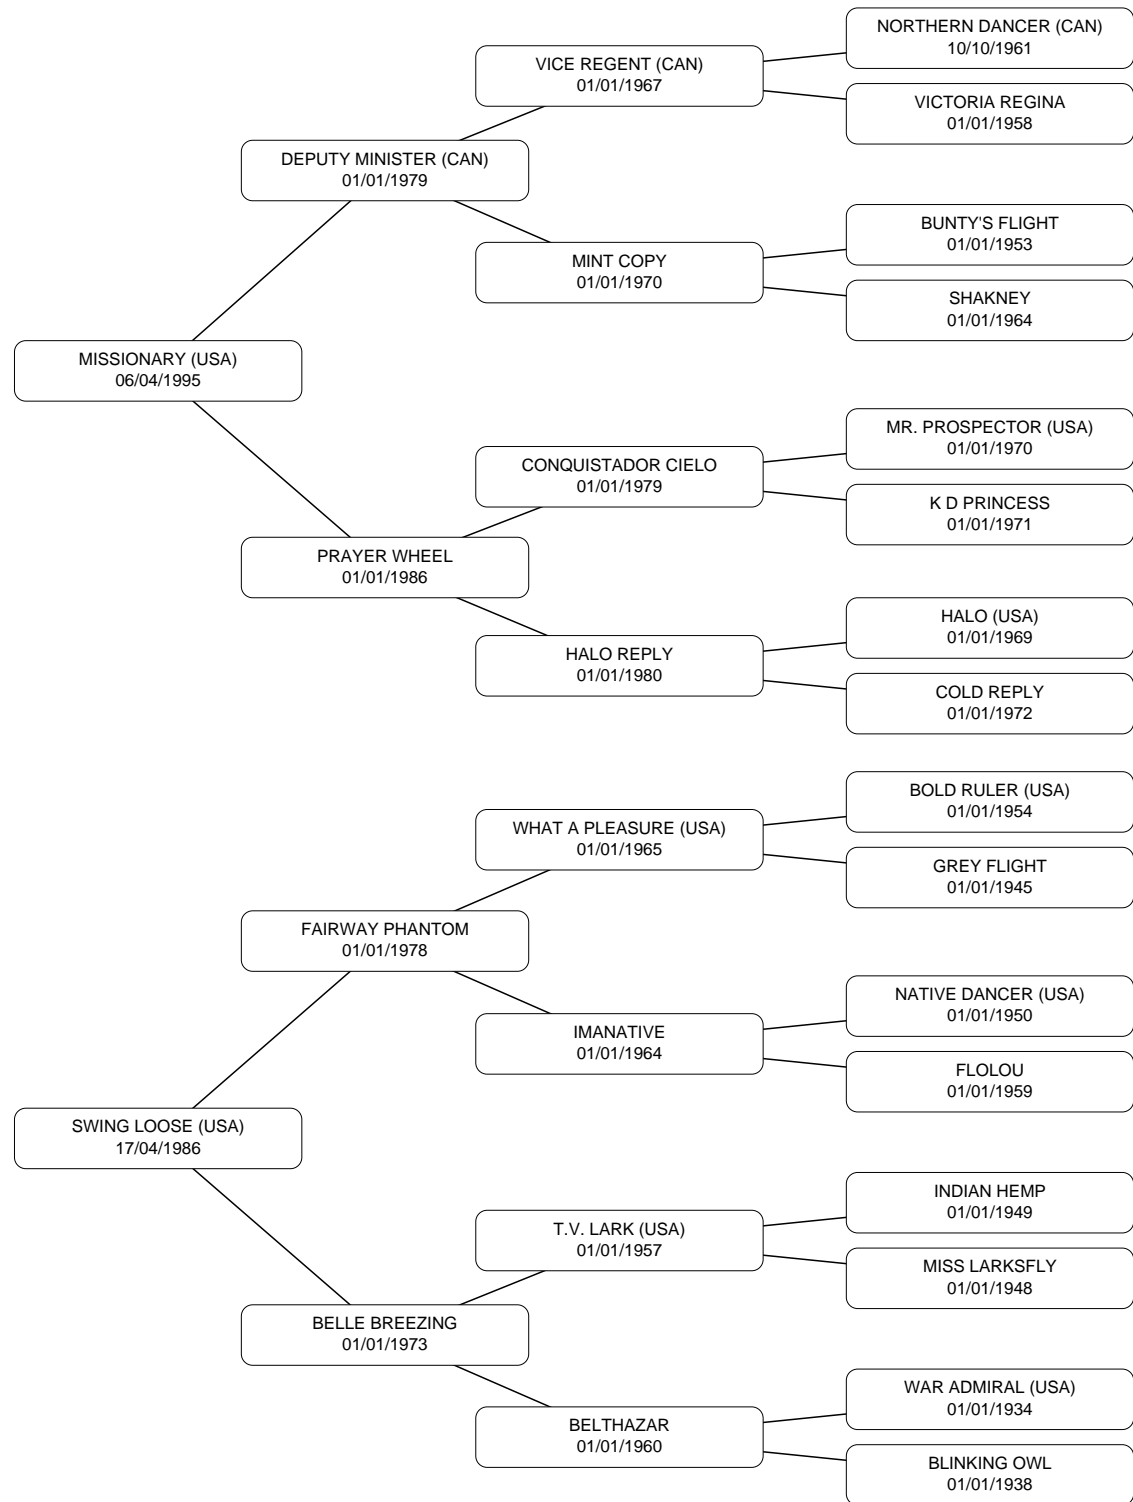 NORTHERN DANCER (CAN)
10/10/1961
VICE REGENT (CAN)
01/01/1967
VICTORIA REGINA
01/01/1958
DEPUTY MINISTER (CAN)
01/01/1979
BUNTY'S FLIGHT
01/01/1953
MINT COPY
01/01/1970
SHAKNEY
01/01/1964
MISSIONARY (USA)
06/04/1995
MR. PROSPECTOR (USA)
01/01/1970
CONQUISTADOR CIELO
01/01/1979
K D PRINCESS
01/01/1971
PRAYER WHEEL
01/01/1986
HALO (USA)
01/01/1969
HALO REPLY
01/01/1980
COLD REPLY
01/01/1972
BOLD RULER (USA)
01/01/1954
WHAT A PLEASURE (USA)
01/01/1965
GREY FLIGHT
01/01/1945
FAIRWAY PHANTOM
01/01/1978
NATIVE DANCER (USA)
01/01/1950
IMANATIVE
01/01/1964
FLOLOU
01/01/1959
SWING LOOSE (USA)
17/04/1986
INDIAN HEMP
01/01/1949
T.V. LARK (USA)
01/01/1957
MISS LARKSFLY
01/01/1948
BELLE BREEZING
01/01/1973
WAR ADMIRAL (USA)
01/01/1934
BELTHAZAR
01/01/1960
BLINKING OWL
01/01/1938